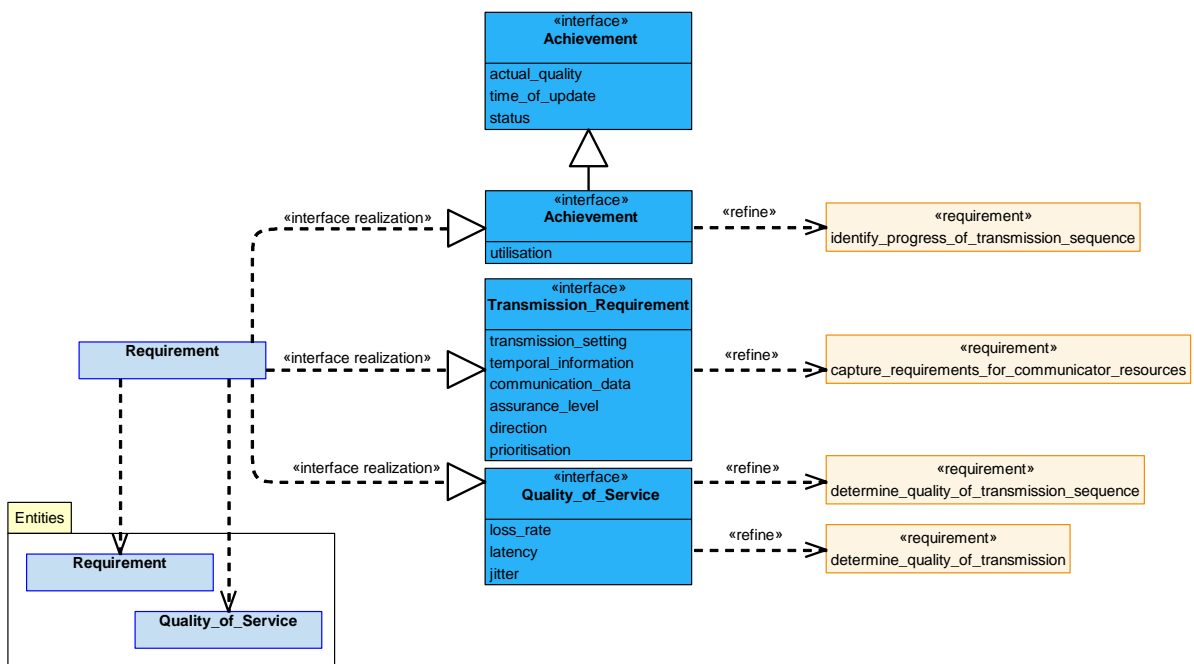 «interface»
Achievement
actual_quality
time_of_update
status
«interface realization»
«interface»
Achievement
utilisation
«refine»
«requirement»
identify_progress_of_transmission_sequence
Requirement
«interface realization»
«interface»
Transmission_Requirement
transmission_setting
temporal_information
communication_data
assurance_level
direction
prioritisation
«refine»
«requirement»
capture_requirements_for_communicator_resources
«interface realization»
«interface»
Quality_of_Service
loss_rate
latency
jitter
«refine»
«requirement»
determine_quality_of_transmission_sequence
«refine»
«requirement»
determine_quality_of_transmission
Entities
Requirement
Quality_of_Service